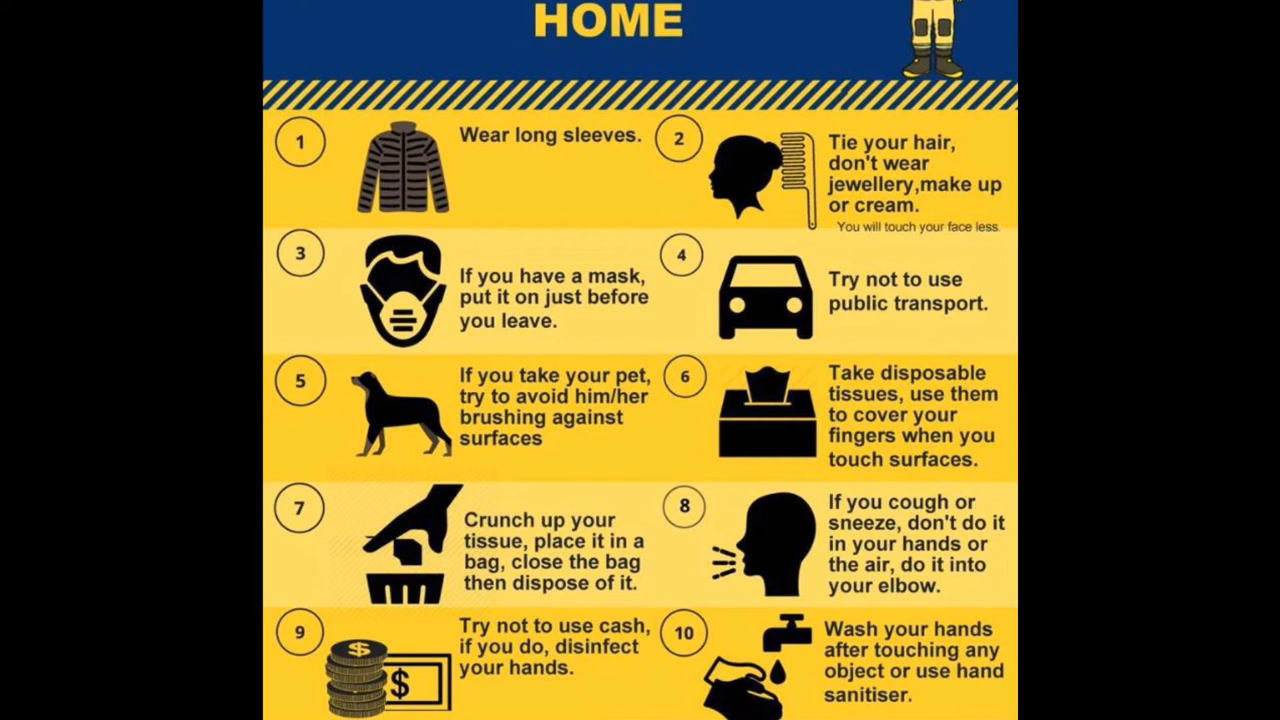 HOME
1
Wear long sleeves.
2
Tie your hair,
don't wear
jewellery,make up
or cream.
You will touch your face less.
3
If you have a mask,
put it on just before
you leave.
4
Try not to use
public transport.
5
If you take your pet,
try to avoid him/her
brushing against
surfaces
6
Take disposable
tissues, use them
to cover your
fingers when you
touch surfaces.
7
Crunch up your
tissue, place it in a
bag, close the bag
then dispose of it.
8
If you cough or
sneeze, don't do it
in your hands or
the air, do it into
your elbow.
9
$
$
Try not to use cash,
if you do, disinfect
your hands.
10
Wash your hands
after touching any
object or use hand
sanitiser.